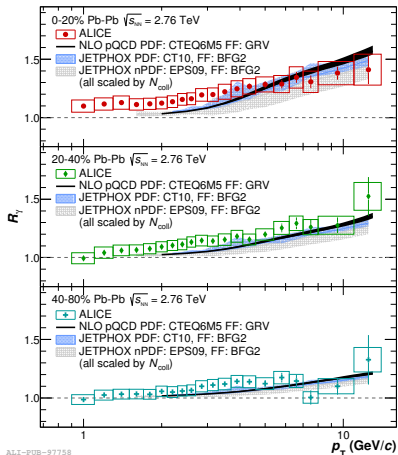 0-20% Pb-Pb √sNN = 2.76 TeV
ALICE
NLO pQCD PDF: CTEQ6M5 FF: GRV
JETPHOX PDF: CT10, FF: BFG2
JETPHOX nPDF: EPS09, FF: BFG2
(all scaled by Ncoll)
1.5
1.0
20-40% Pb-Pb √sNN = 2.76 TeV
ALICE
NLO pQCD PDF: CTEQ6M5 FF: GRV
JETPHOX PDF: CT10, FF: BFG2
JETPHOX nPDF: EPS09, FF: BFG2
(all scaled by Ncoll)
Rγ
1.5
1.0
40-80% Pb-Pb √sNN = 2.76 TeV
ALICE
NLO pQCD PDF: CTEQ6M5 FF: GRV
JETPHOX PDF: CT10, FF: BFG2
JETPHOX nPDF: EPS09, FF: BFG2
(all scaled by Ncoll)
1.5
1.0
1
10
pT (GeV/c)
ALI-PUB-97758